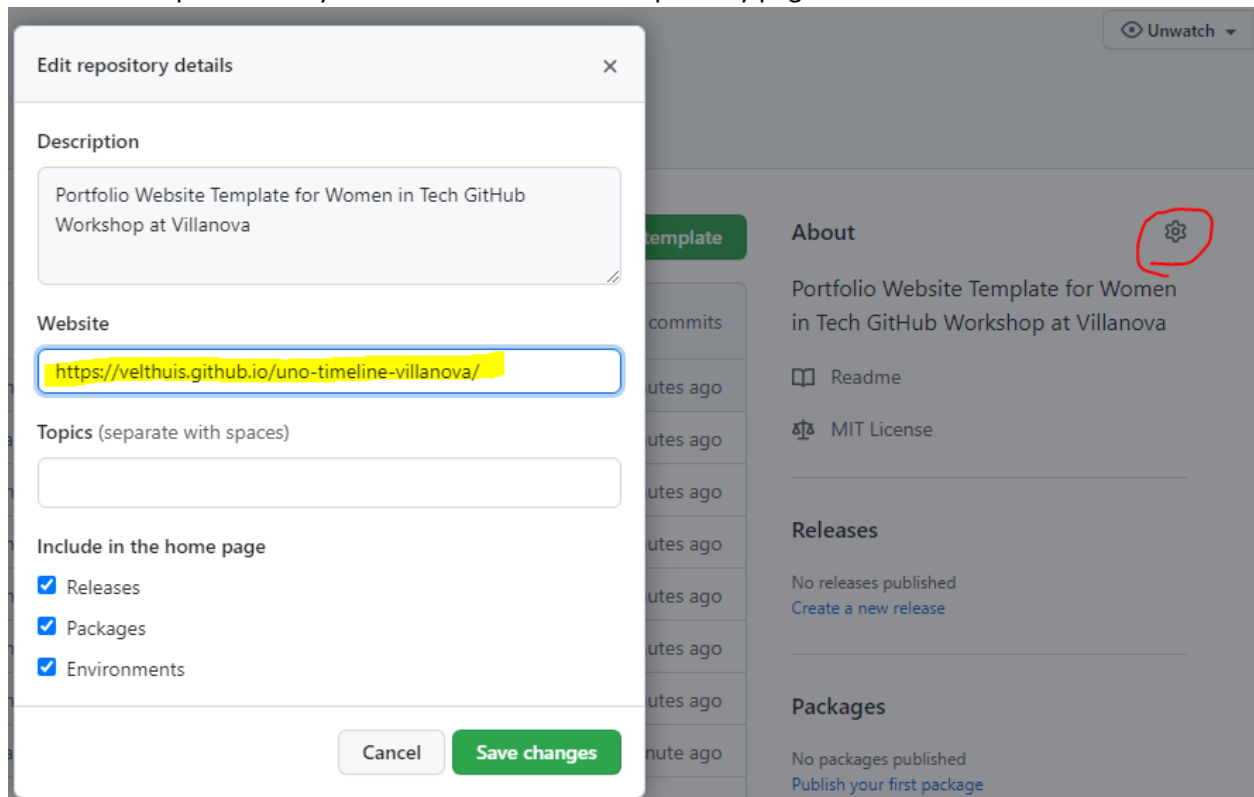 Edit repository details
Unwatch
Description
Portfolio Website Template for Women in Tech GitHub
Workshop at Villanova
Website
https://velthuis.github.io/uno-timeline-villanova/
Topics (separate with spaces)
Include in the home page
Releases
Packages
Environments
Cancel
Save changes
template
commits
utes ago
utes ago
utes ago
utes ago
utes ago
utes ago
utes ago
nute ago
About
Portfolio Website Template for Women
in Tech GitHub Workshop at Villanova
Readme
MIT License
Releases
No releases published
Create a new release
Packages
No packages published
Publish your first package